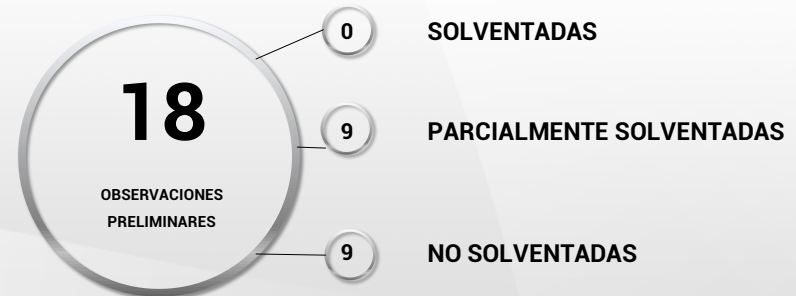 18
OBSERVACIONES
PRELIMINARES
0 SOLVENTADAS
9 PARCIALMENTE SOLVENTADAS
9 NO SOLVENTADAS